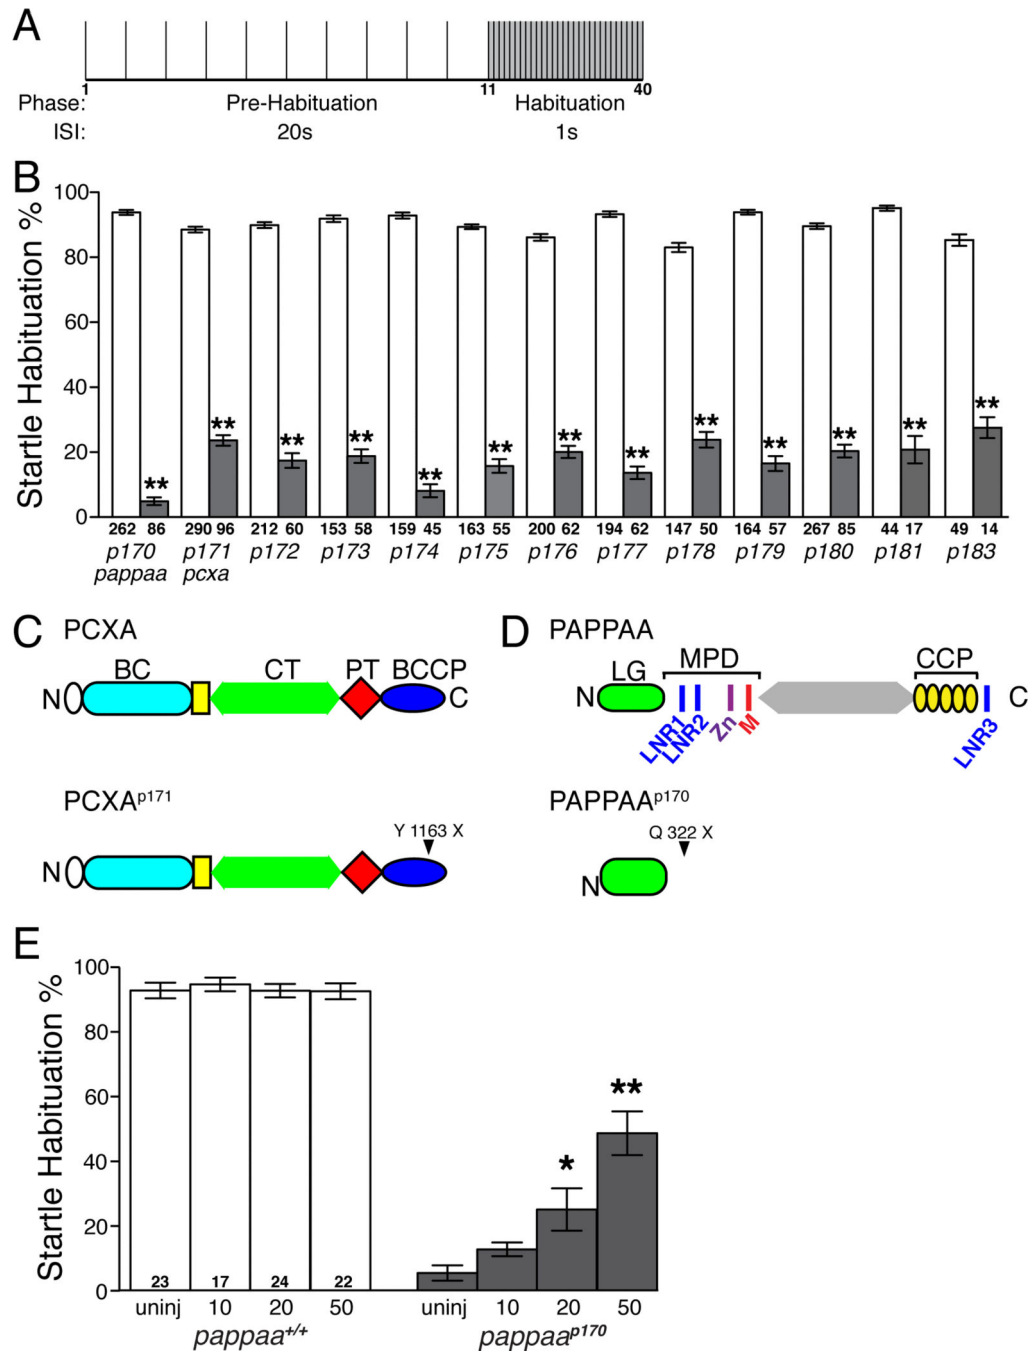 A
1 11 40
Phase: Pre-Habituation Habituation
ISI: 20s 1s
B
Startle Habituation %
100
80
60
40
20
0
** ** ** ** ** ** ** ** ** ** ** ** **
262 86 290 96 212 60 153 58 159 45 163 55 200 62 194 62 147 50 164 57 267 85 44 17 49 14
p170 p171 p172 p173 p174 p175 p176 p177 p178 p179 p180 p181 p183
pappaa pcxa
C PCXA
BC CT PT BCCP
N C
PCXAp171
Y 1163 X
N
D PAPPAA
LG MPD CCP
N C
LNR1 LNR2 Zn M LNR3
PAPPAAp170
Q 322 X
N
E
Startle Habituation %
100
80
60
40
20
0
* **
23 17 24 22
uninj 10 20 50 uninj 10 20 50
pappaa+/+ pappaap170